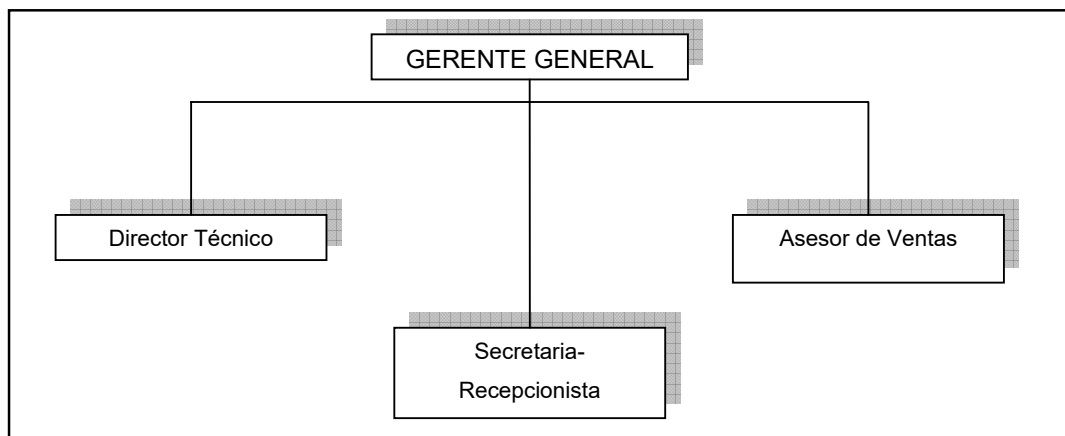 GERENTE GENERAL
Director Técnico
Asesor de Ventas
Secretaria-
Recepcionista